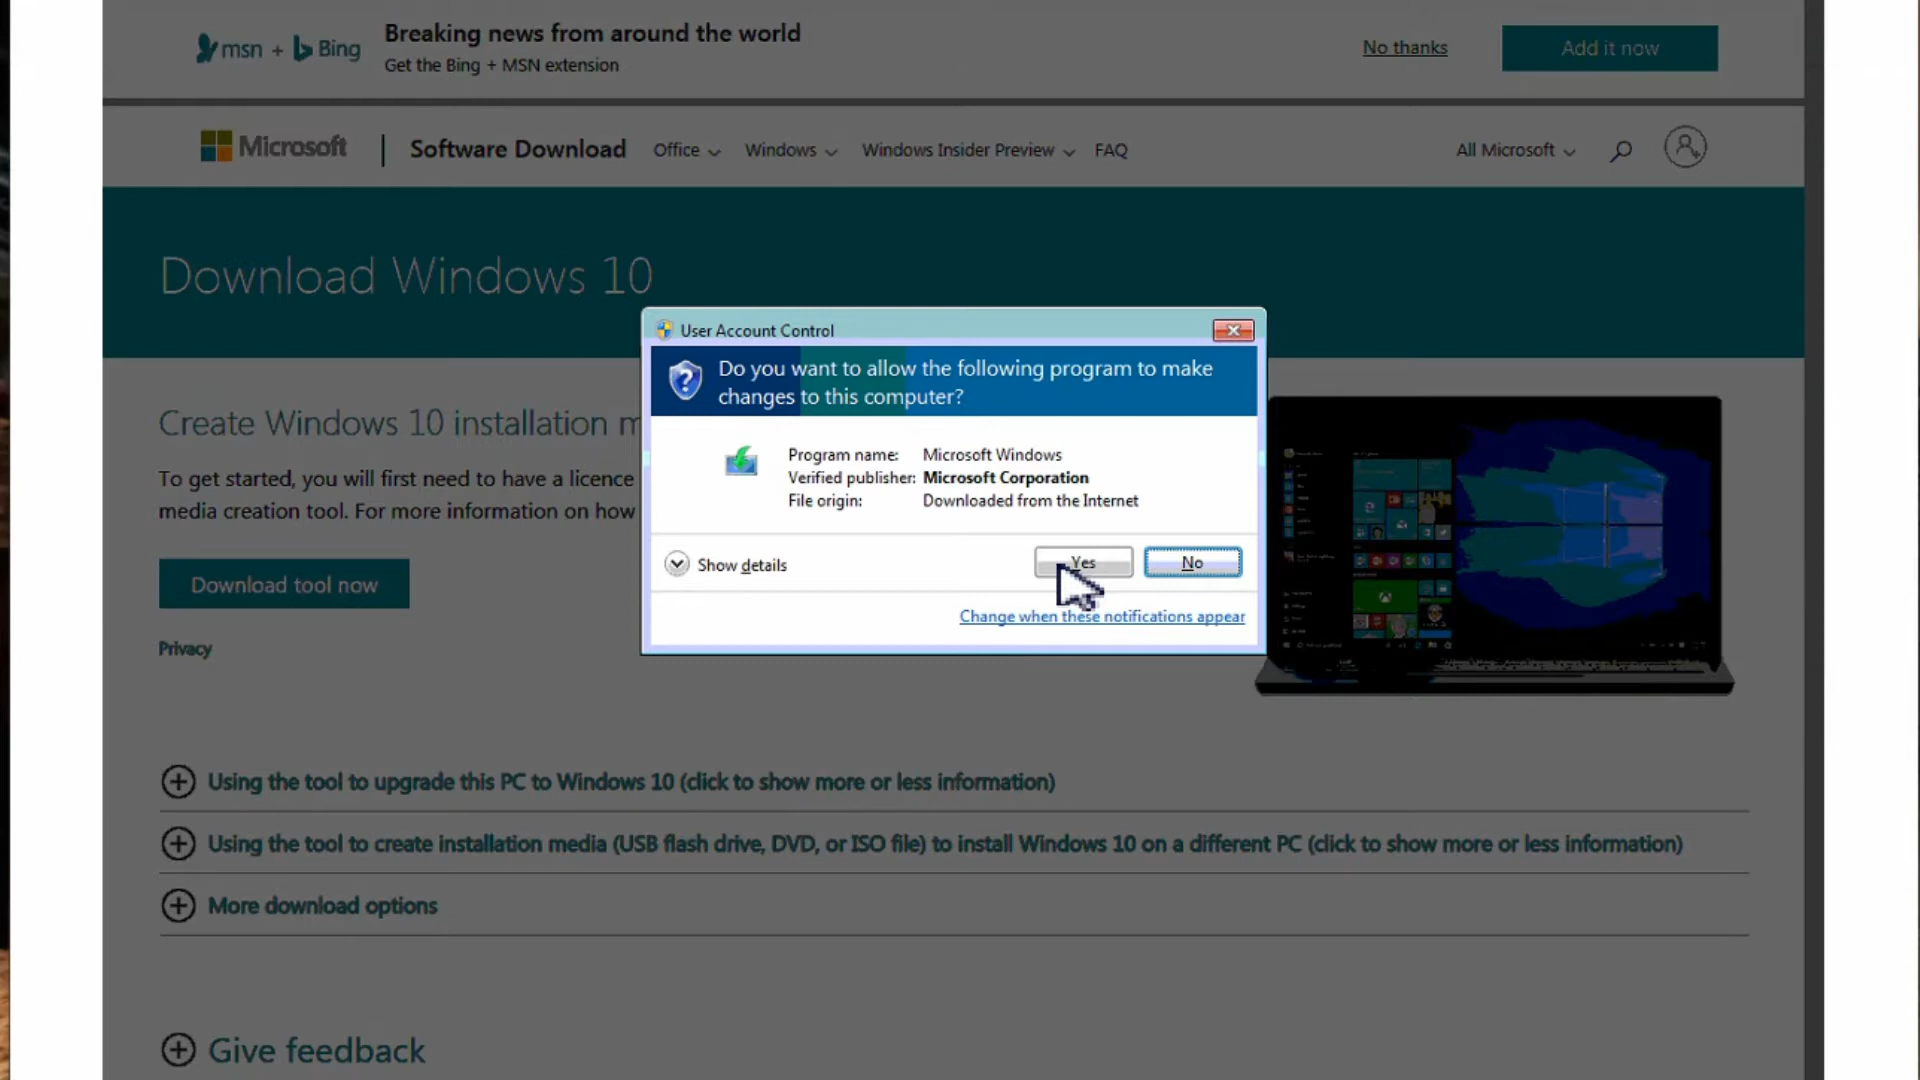 msn + Bing
Breaking news from around the world
Get the Bing + MSN extension
No thanks
Add it now
Microsoft
Software Download
Office
Windows
Windows Insider Preview
FAQ
All Microsoft
Download Windows 10
User Account Control
Do you want to allow the following program to make
changes to this computer?
Program name: Microsoft Windows
Verified publisher: Microsoft Corporation
File origin: Downloaded from the Internet
Show details
Yes
No
Change when these notifications appear
Create Windows 10 installation
To get started, you will first need to have a licence
media creation tool. For more information on how
Download tool now
Privacy
Using the tool to upgrade this PC to Windows 10 (click to show more or less information)
Using the tool to create installation media (USB flash drive, DVD, or ISO file) to install Windows 10 on a different PC (click to show more or less information)
More download options
Give feedback